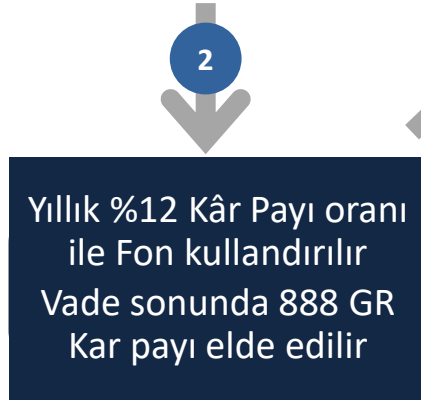 2
Yıllık %12 Kâr Payı oranı
ile Fon kullandırılır
Vade sonunda 888 GR
Kar payı elde edilir